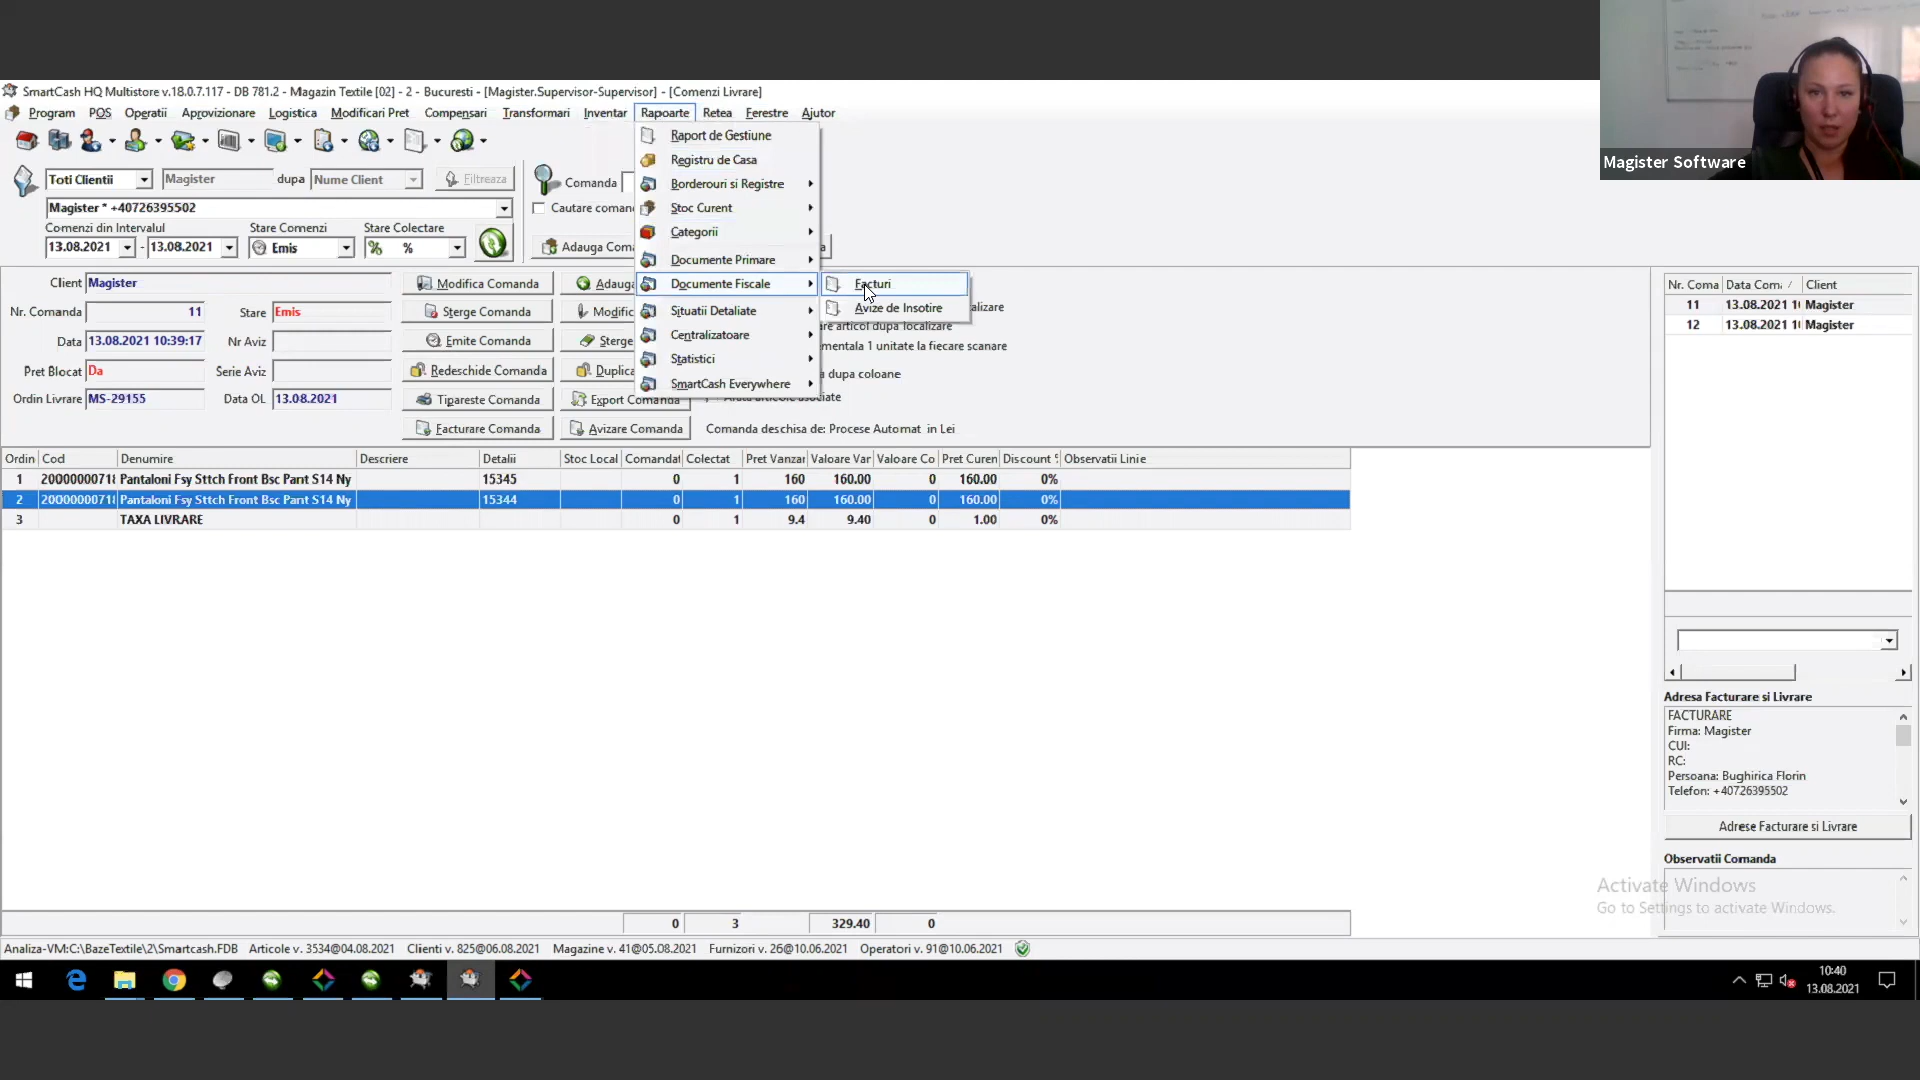 SmartCash HQ Multistore v.18.0.7.117 - DB 781.2 - Magazin Textile [02] - 2 - Bucuresti - [Magister.Supervisor-Supervisor] - [Comenzi Livrare]
Program POS Operatii Aprovizionare Logistica Modificari Pret Compensari Transformari Inventar Rapoarte Retea Ferestre Ajutor
Magister Software
Raport de Gestiune
Registru de Casa
Borderouri si Registre
Stoc Curent
Categorii
Documente Primare
Documente Fiscale
Situatii Detaliate
Centralizatoare
Statistici
SmartCash Everywhere
Facturi
Avize de Insotire
Toti Clientii Magister dupa Nume Client Filtreaza Comanda
Magister * +40726395502 Cautare coman
Comenzi din Intervalul Stare Comenzi Stare Colectare
13.08.2021 - 13.08.2021 Emis % % Adauga Com a
Client Magister Modifica Comanda Adauga
Nr. Comanda 11 Stare Emis Sterge Comanda Modific alizare
are articol dupa localizare
Data 13.08.2021 10:39:17 Nr Aviz Emite Comanda Sterge ementala 1 unitate la fiecare scanare
Pret Blocat Da Serie Aviz Redeschide Comanda Duplica a dupa coloane
Ordin Livrare MS-29155 Data OL 13.08.2021 Tipareste Comanda Export Comanda Arata articole asociate
Facturare Comanda Avizare Comanda Comanda deschisa de: Procese Automat in Lei
Nr. Coma Data Com Client
11 13.08.2021 1 Magister
12 13.08.2021 1 Magister
Ordin Cod Denumire Descriere Detalii Stoc Local Comandat Colectat Pret Vanzar Valoare Var Valoare Co Pret Curen Discount Observatii Linie
1 2000000071 Pantaloni Fsy Sttch Front Bsc Pant S14 Ny 15345 0 1 160 160.00 0 160.00 0%
2 2000000071 Pantaloni Fsy Sttch Front Bsc Pant S14 Ny 15344 0 1 160 160.00 0 160.00 0%
3 TAXA LIVRARE 0 1 9.4 9.40 0 1.00 0%
Adresa Facturare si Livrare
FACTURARE
Firma: Magister
CUI:
RC:
Persoana: Bughirica Florin
Telefon: +40726395502
Adrese Facturare si Livrare
Observatii Comanda
Activate Windows
Go to Settings to activate Windows.
0 3 329.40 0
Analiza-VM:C:\BazeTextile\2\Smartcash.FDB Articole v. 3534@04.08.2021 Clienti v. 825@06.08.2021 Magazine v. 41@05.08.2021 Furnizori v. 26@10.06.2021 Operatori v. 91@10.06.2021
10:40
13.08.2021